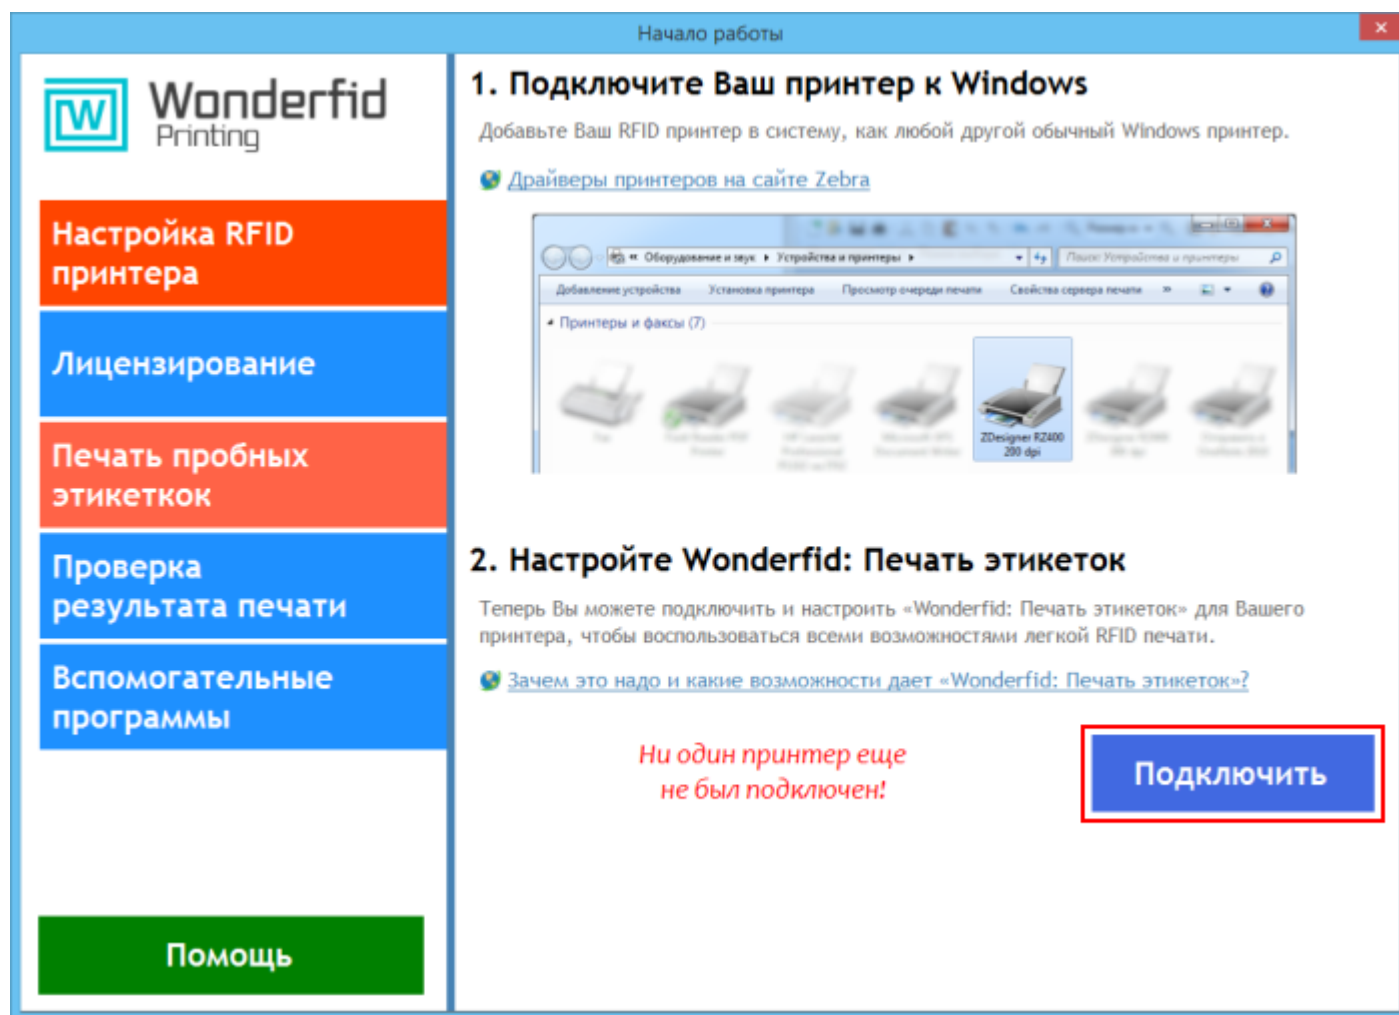 Начало работы
Wonderfid
Printing
Настройка RFID
принтера
Лицензирование
Печать пробных
этикеткок
Проверка
результата печати
Вспомогательные
программы
Помощь
1. Подключите Ваш принтер к Windows
Добавьте Ваш RFID принтер в систему, как любой другой обычный Windows принтер.
Драйверы принтеров на сайте Zebra
« Оборудование и звук ▸ Устройства и принтеры ▸
Поиск: Устройства и принтеры
Добавление устройства Установка принтера Просмотр очереди печати Свойства сервера печати »
Принтеры и факсы (7)
ZDesigner RZ400
200 dpi
2. Настройте Wonderfid: Печать этикеток
Теперь Вы можете подключить и настроить «Wonderfid: Печать этикеток» для Вашего
принтера, чтобы воспользоваться всеми возможностями легкой RFID печати.
Зачем это надо и какие возможности дает «Wonderfid: Печать этикеток»?
Ни один принтер еще
не был подключен!
Подключить